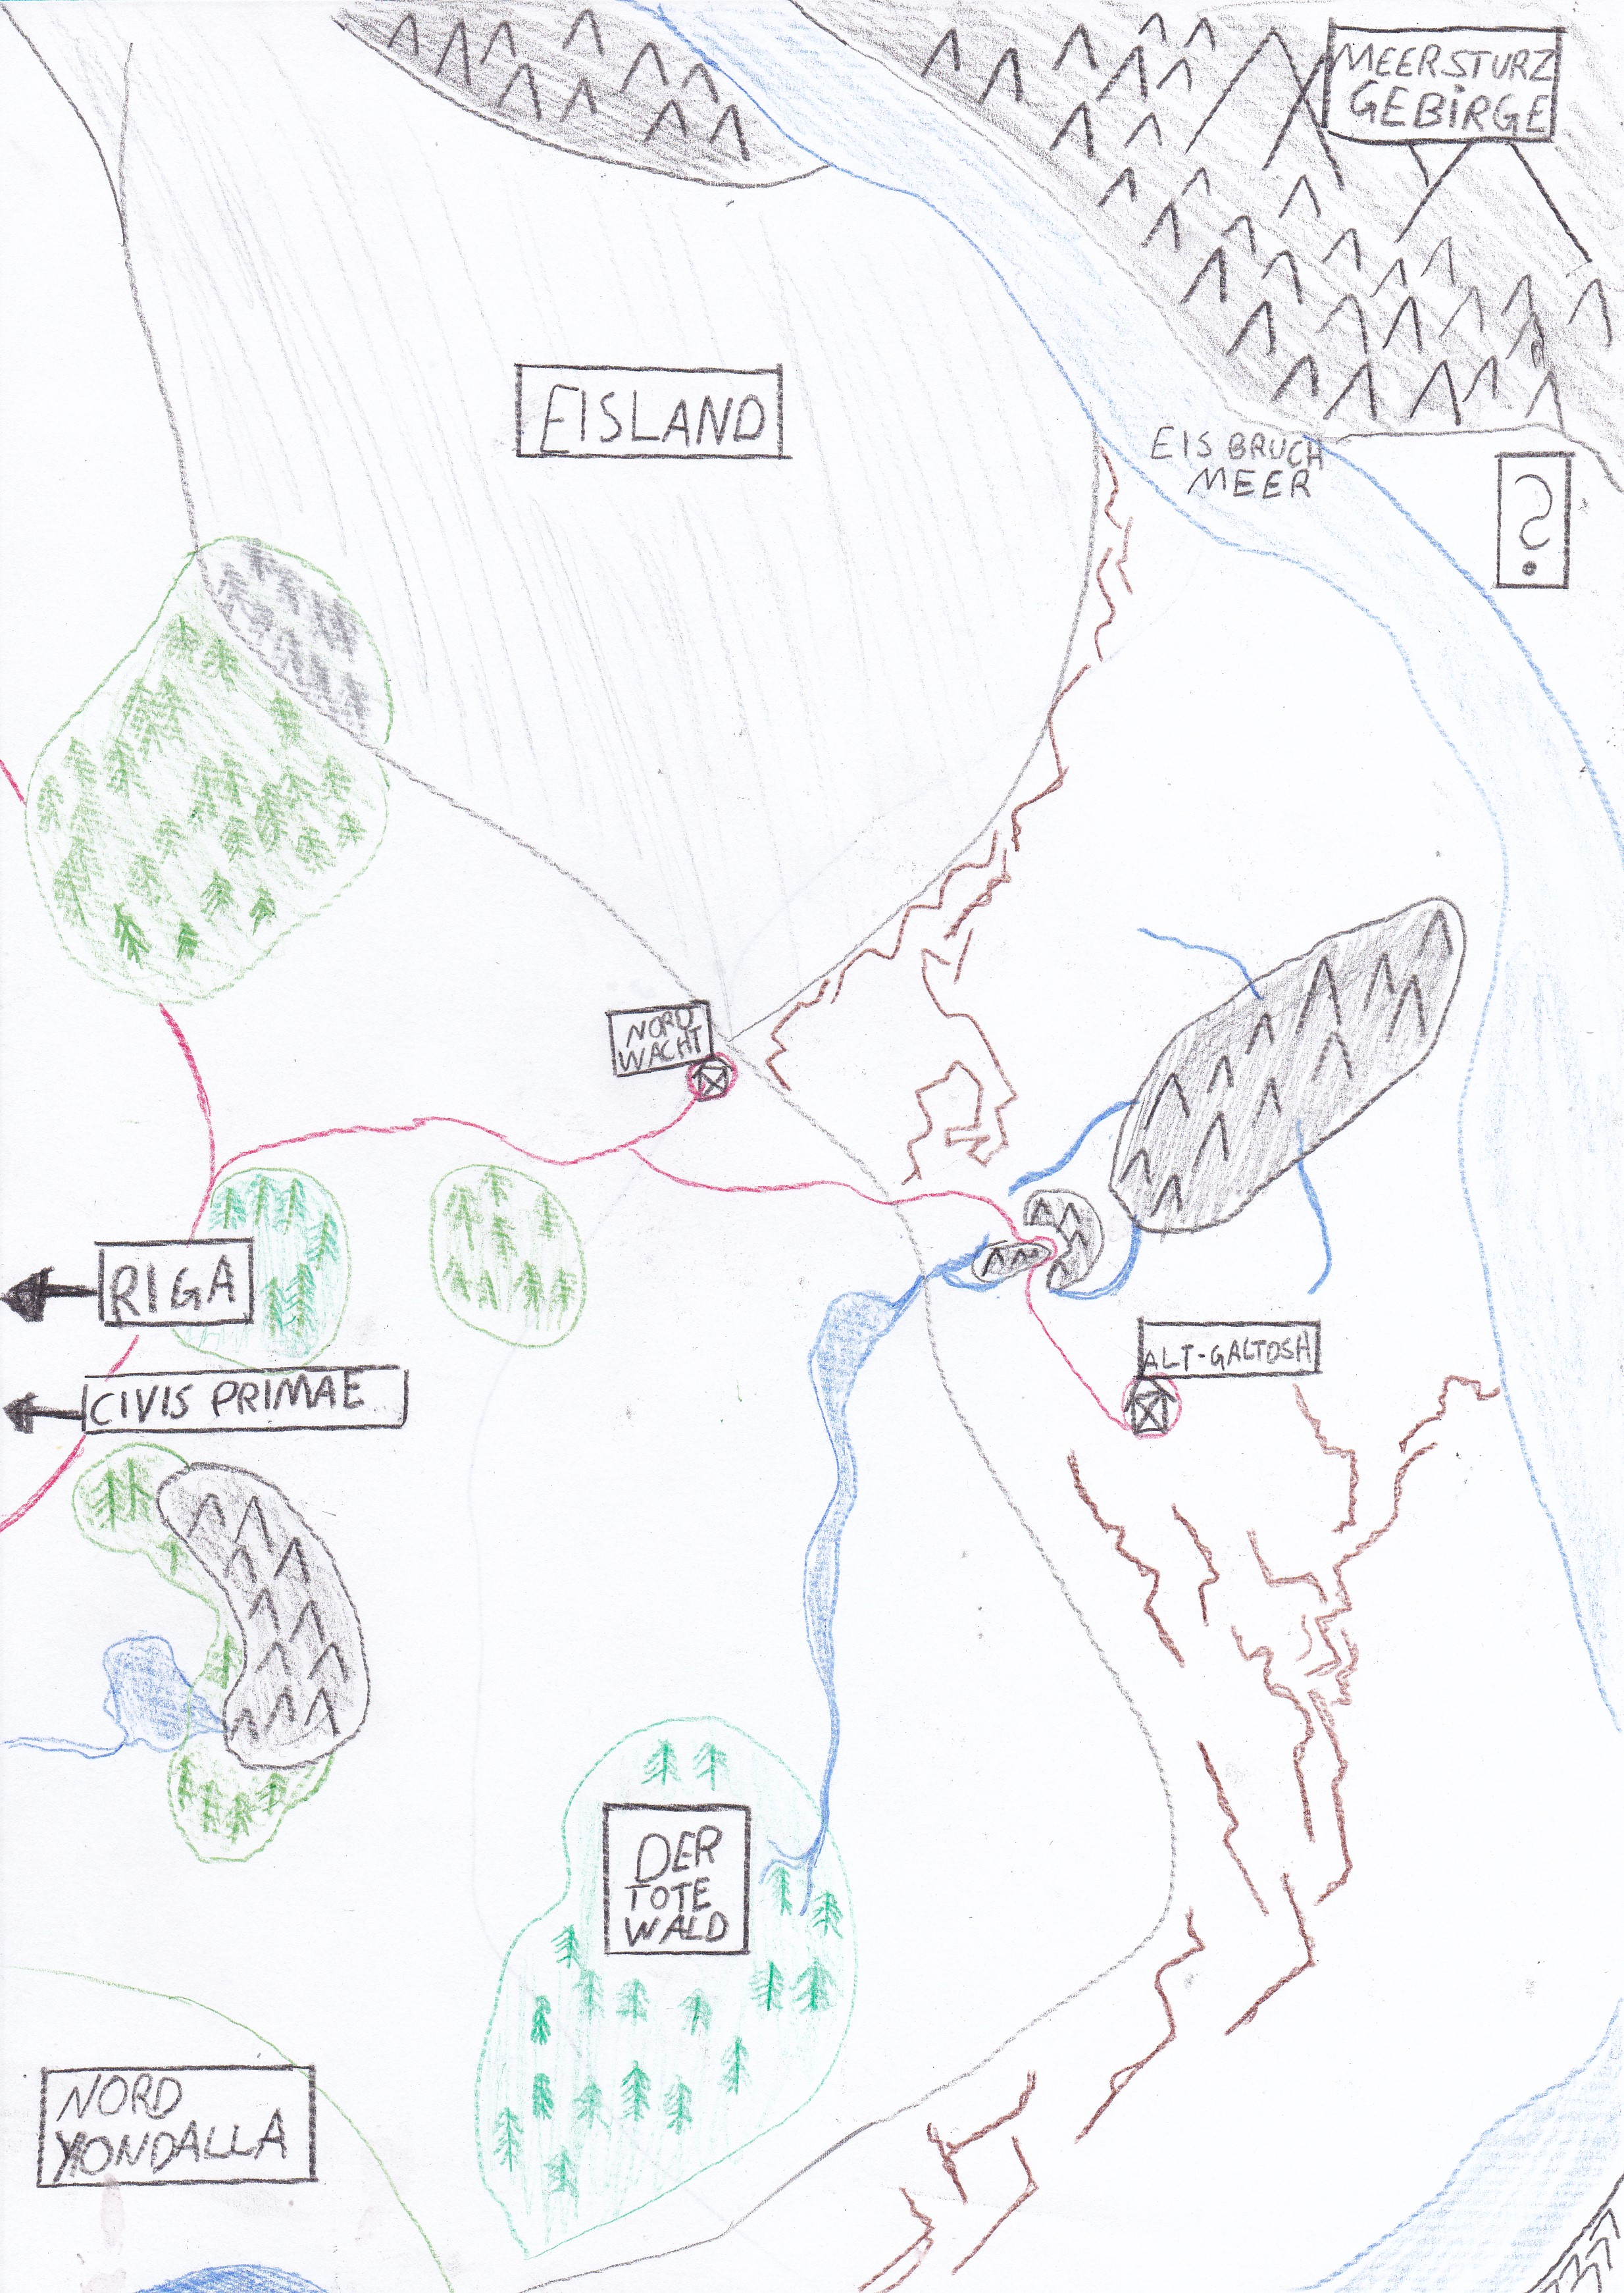 MEERSTURZ
GEBIRGE
EISLAND
EIS BRUCH
MEER
?
NORD
WACHT
RIGA
ALT-GALTOSH
CIVIS PRIMAE
DER
TOTE
WALD
NORD
YONDALLA